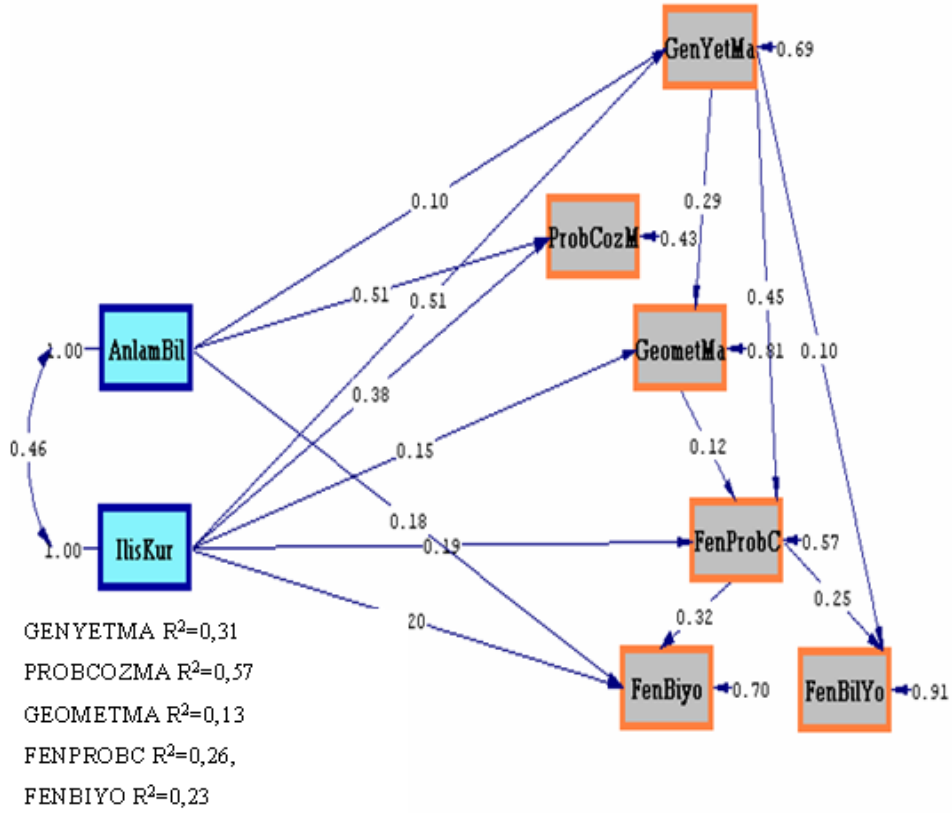 GenYetMa
0.69
0.10
0.29
ProbCozM
0.43
0.51
0.51
0.45
AnlamBil
1.00
GeometMa
0.81
0.10
0.38
0.46
0.15
0.12
IlisKur
1.00
0.18
0.19
FenProbC
0.57
0.25
20
0.32
GENYETMA R²=0,31
PROBCOZMA R²=0,57
GEOMETMA R²=0,13
FENPROBC R²=0,26,
FENBIYO R²=0,23
FenBiyo
0.70
FenBilYo
0.91